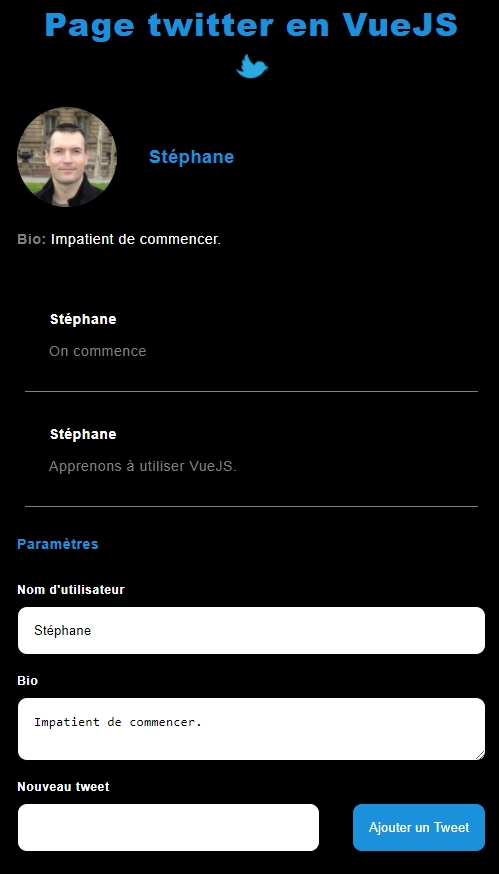 Page twitter en VueJS
Stéphane
Bio: Impatient de commencer.
Stéphane
On commence
Stéphane
Apprenons à utiliser VueJS.
Paramètres
Nom d'utilisateur
Stéphane
Bio
Impatient de commencer.
Nouveau tweet
Ajouter un Tweet